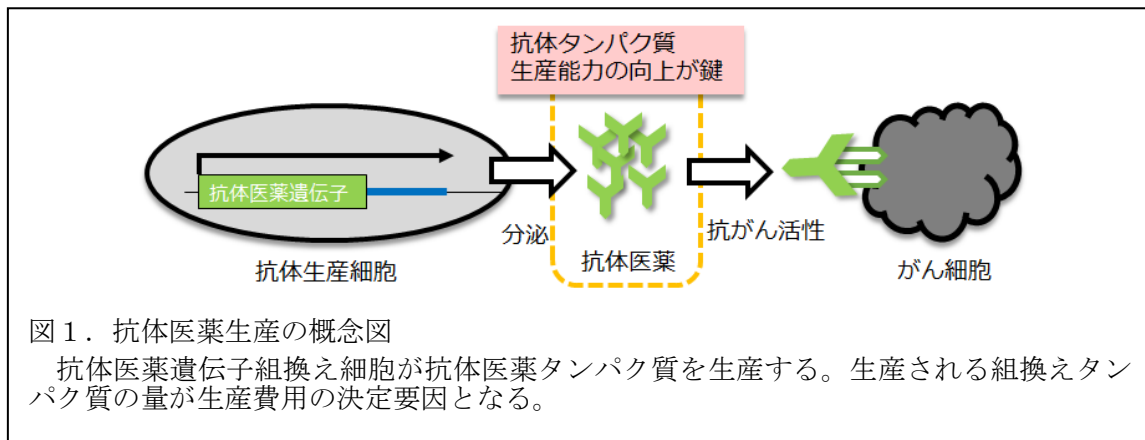 抗体タンパク質
生産能力の向上が鍵
抗体医薬遺伝子
分泌
抗がん活性
抗体生産細胞
抗体医薬
がん細胞
図１．抗体医薬生産の概念図
抗体医薬遺伝子組換え細胞が抗体医薬タンパク質を生産する。生産される組換えタン
パク質の量が生産費用の決定要因となる。